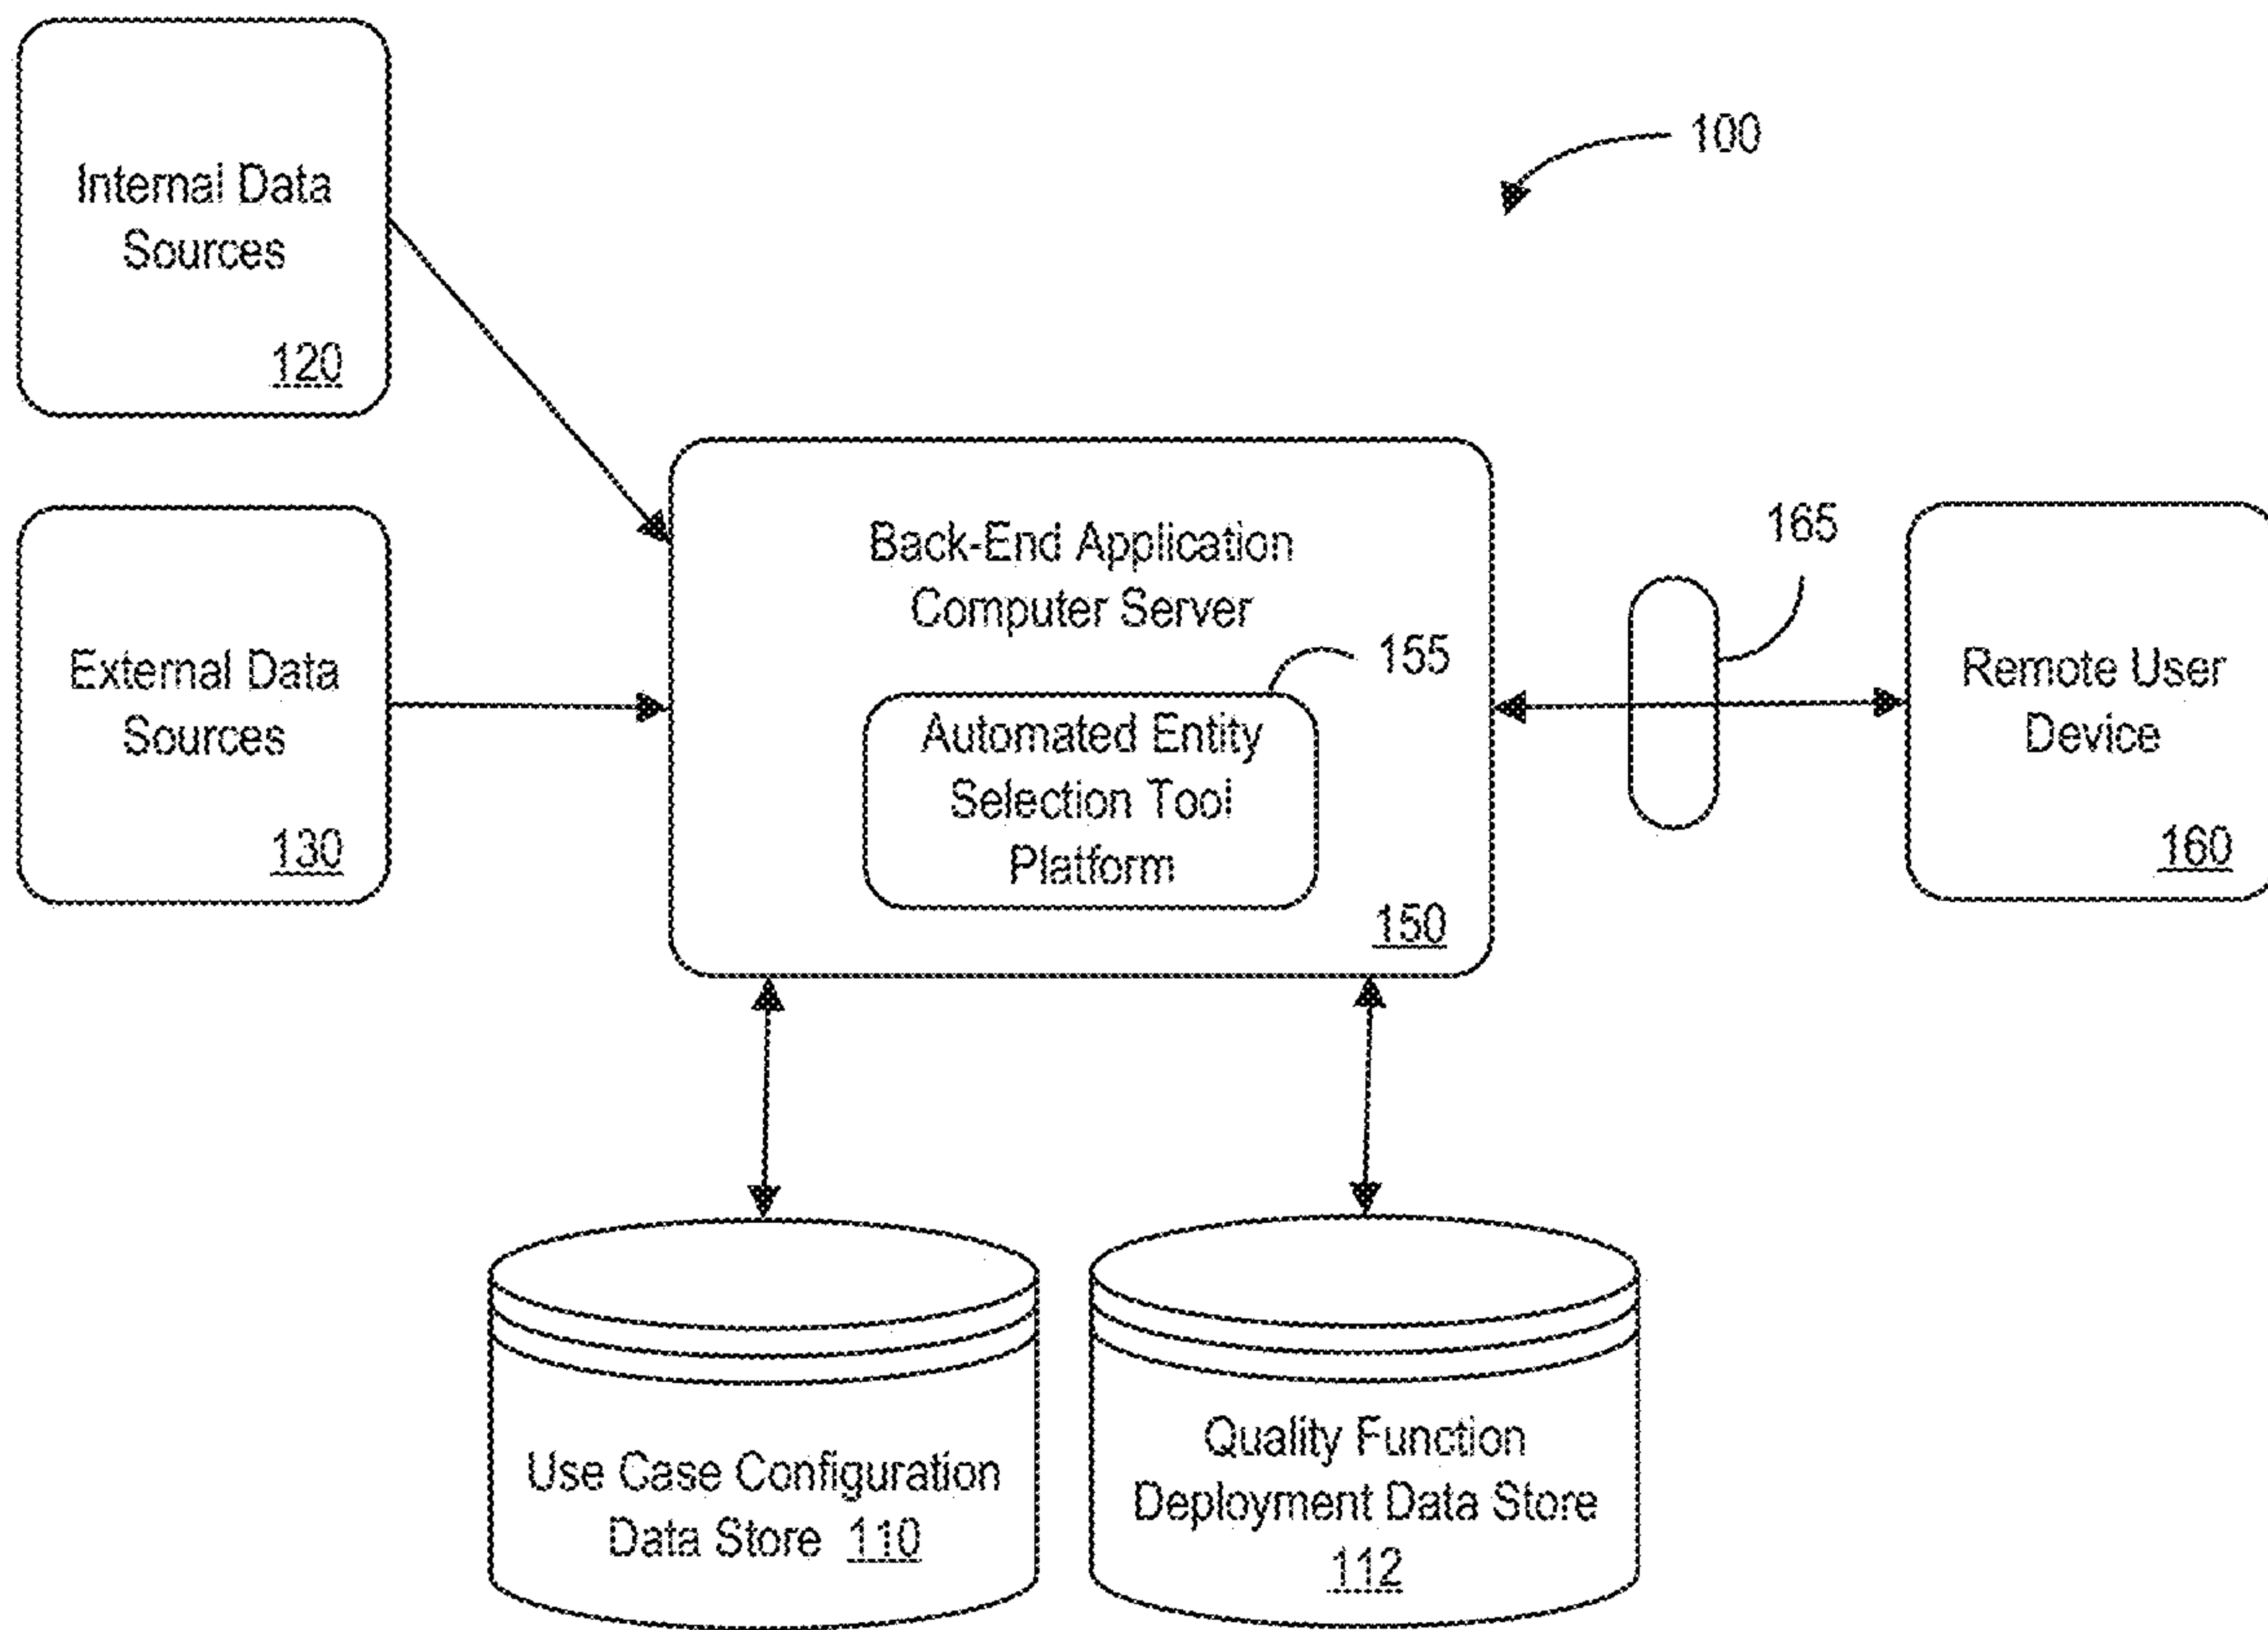 100
Internal Data
Sources
120
External Data
Sources
130
Back-End Application
Computer Server
155
Automated Entity
Selection Tool
Platform
150
165
Remote User
Device
160
Use Case Configuration
Data Store 110
Quality Function
Deployment Data Store
112